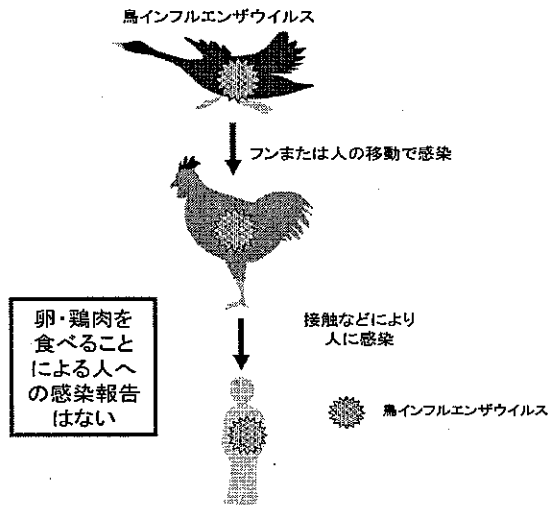 鳥インフルエンザウイルス
フンまたは人の移動で感染
接触などにより
人に感染
卵・鶏肉を
食べること
による人へ
の感染報告
はない
鳥インフルエンザウイルス